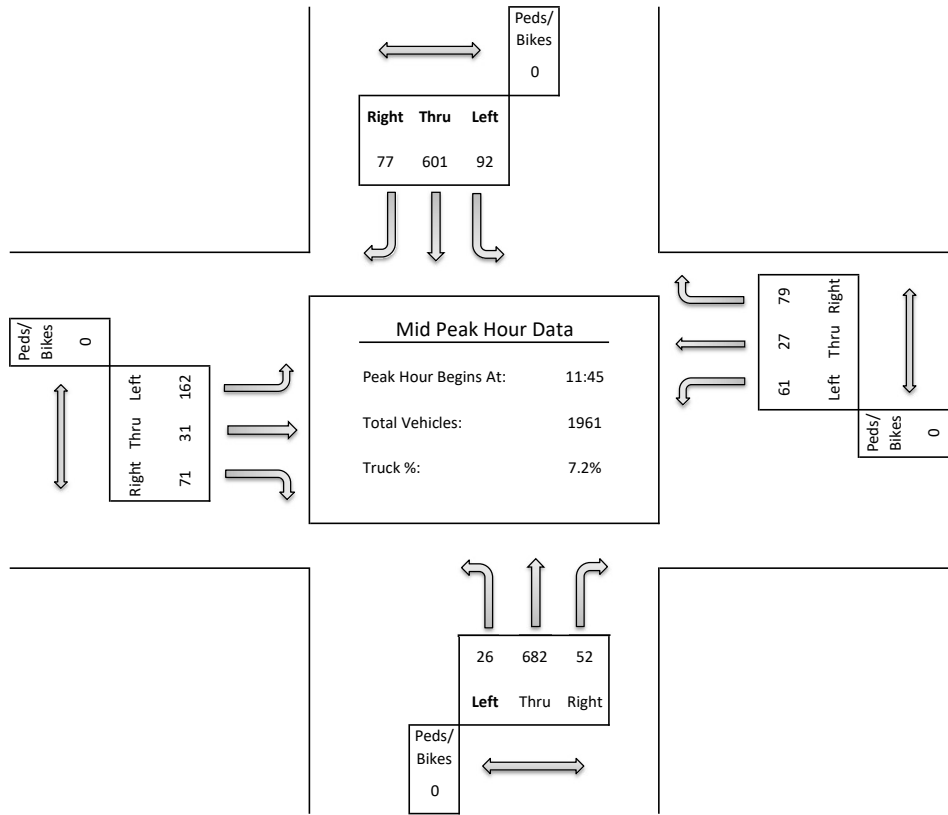 Peds/
Bikes
0
Right Thru Left
77 601 92
Peds/
Bikes
0
Left 162
Thru 31
Right 71
Mid Peak Hour Data
Peak Hour Begins At: 11:45
Total Vehicles: 1961
Truck %: 7.2%
79 Right
27 Thru
61 Left
Peds/
Bikes
0
26 682 52
Left Thru Right
Peds/
Bikes
0